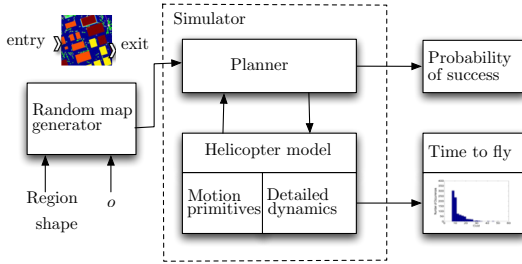 Simulator
entry
exit
Planner
Probability
of success
Random map
generator
Helicopter model
Time to fly
Motion
primitives
Detailed
dynamics
Region
shape
o